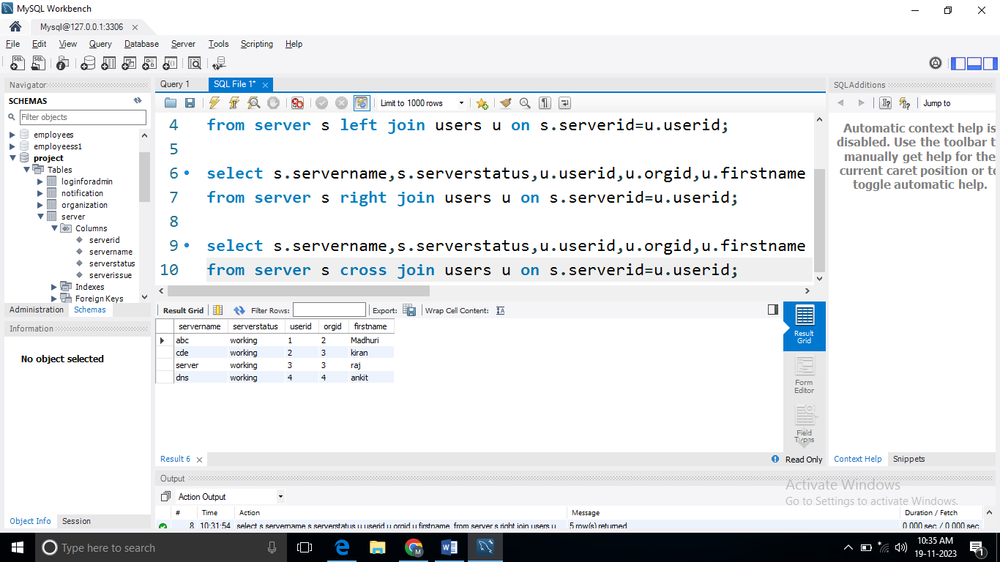 MySQL Workbench
Mysql@127.0.0.1:3306
File Edit View Query Database Server Tools Scripting Help
Navigator
SCHEMAS
Filter objects
employees
employeess1
project
Tables
loginforadmin
notification
organization
server
Columns
serverid
servername
serverstatus
serverissue
Indexes
Foreign Keys
Administration Schemas
Information
No object selected
Object Info Session
Query 1 SQL File 1*
Limit to 1000 rows
4 from server s left join users u on s.serverid=u.userid;
5
6 select s.servername,s.serverstatus,u.userid,u.orgid,u.firstname
7 from server s right join users u on s.serverid=u.userid;
8
9 select s.servername,s.serverstatus,u.userid,u.orgid,u.firstname
10 from server s cross join users u on s.serverid=u.userid;
Result Grid Filter Rows: Export: Wrap Cell Content:
servername serverstatus userid orgid firstname
abc working 1 2 Madhuri
cde working 2 3 kiran
server working 3 3 raj
dns working 4 4 ankit
Result Grid
Form Editor
Field Types
Result 6
Read Only
Output
Action Output
# Time Action Message Duration / Fetch
8 10:31:54 select s.servername,s.serverstatus,u.userid,u.orgid,u.firstname from server s right join users u 5 row(s) returned 0.000 sec / 0.000 sec
SQLAdditions
Jump to
Automatic context help is
disabled. Use the toolbar t
manually get help for the
current caret position or to
toggle automatic help.
Context Help Snippets
Activate Windows
Go to Settings to activate Windows.
Type here to search
10:35 AM
19-11-2023
1